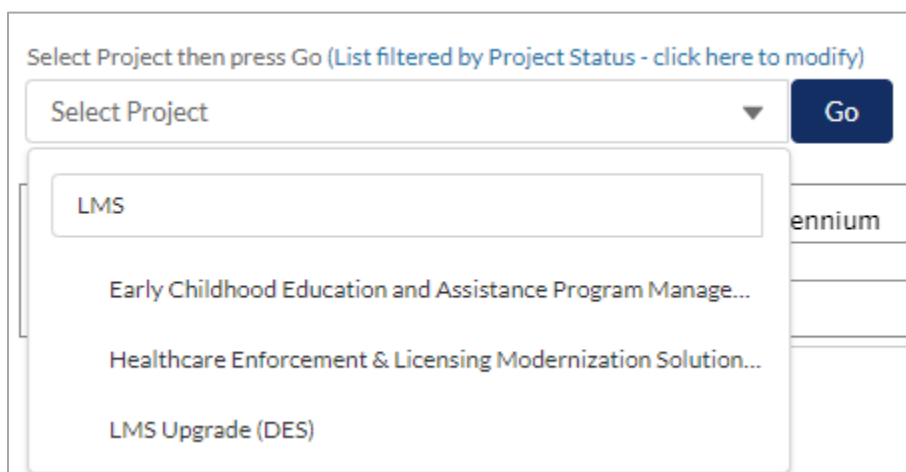 Select Project then press Go (List filtered by Project Status - click here to modify)
Select Project
Go
LMS
ennium
Early Childhood Education and Assistance Program Manage...
Healthcare Enforcement & Licensing Modernization Solution...
LMS Upgrade (DES)